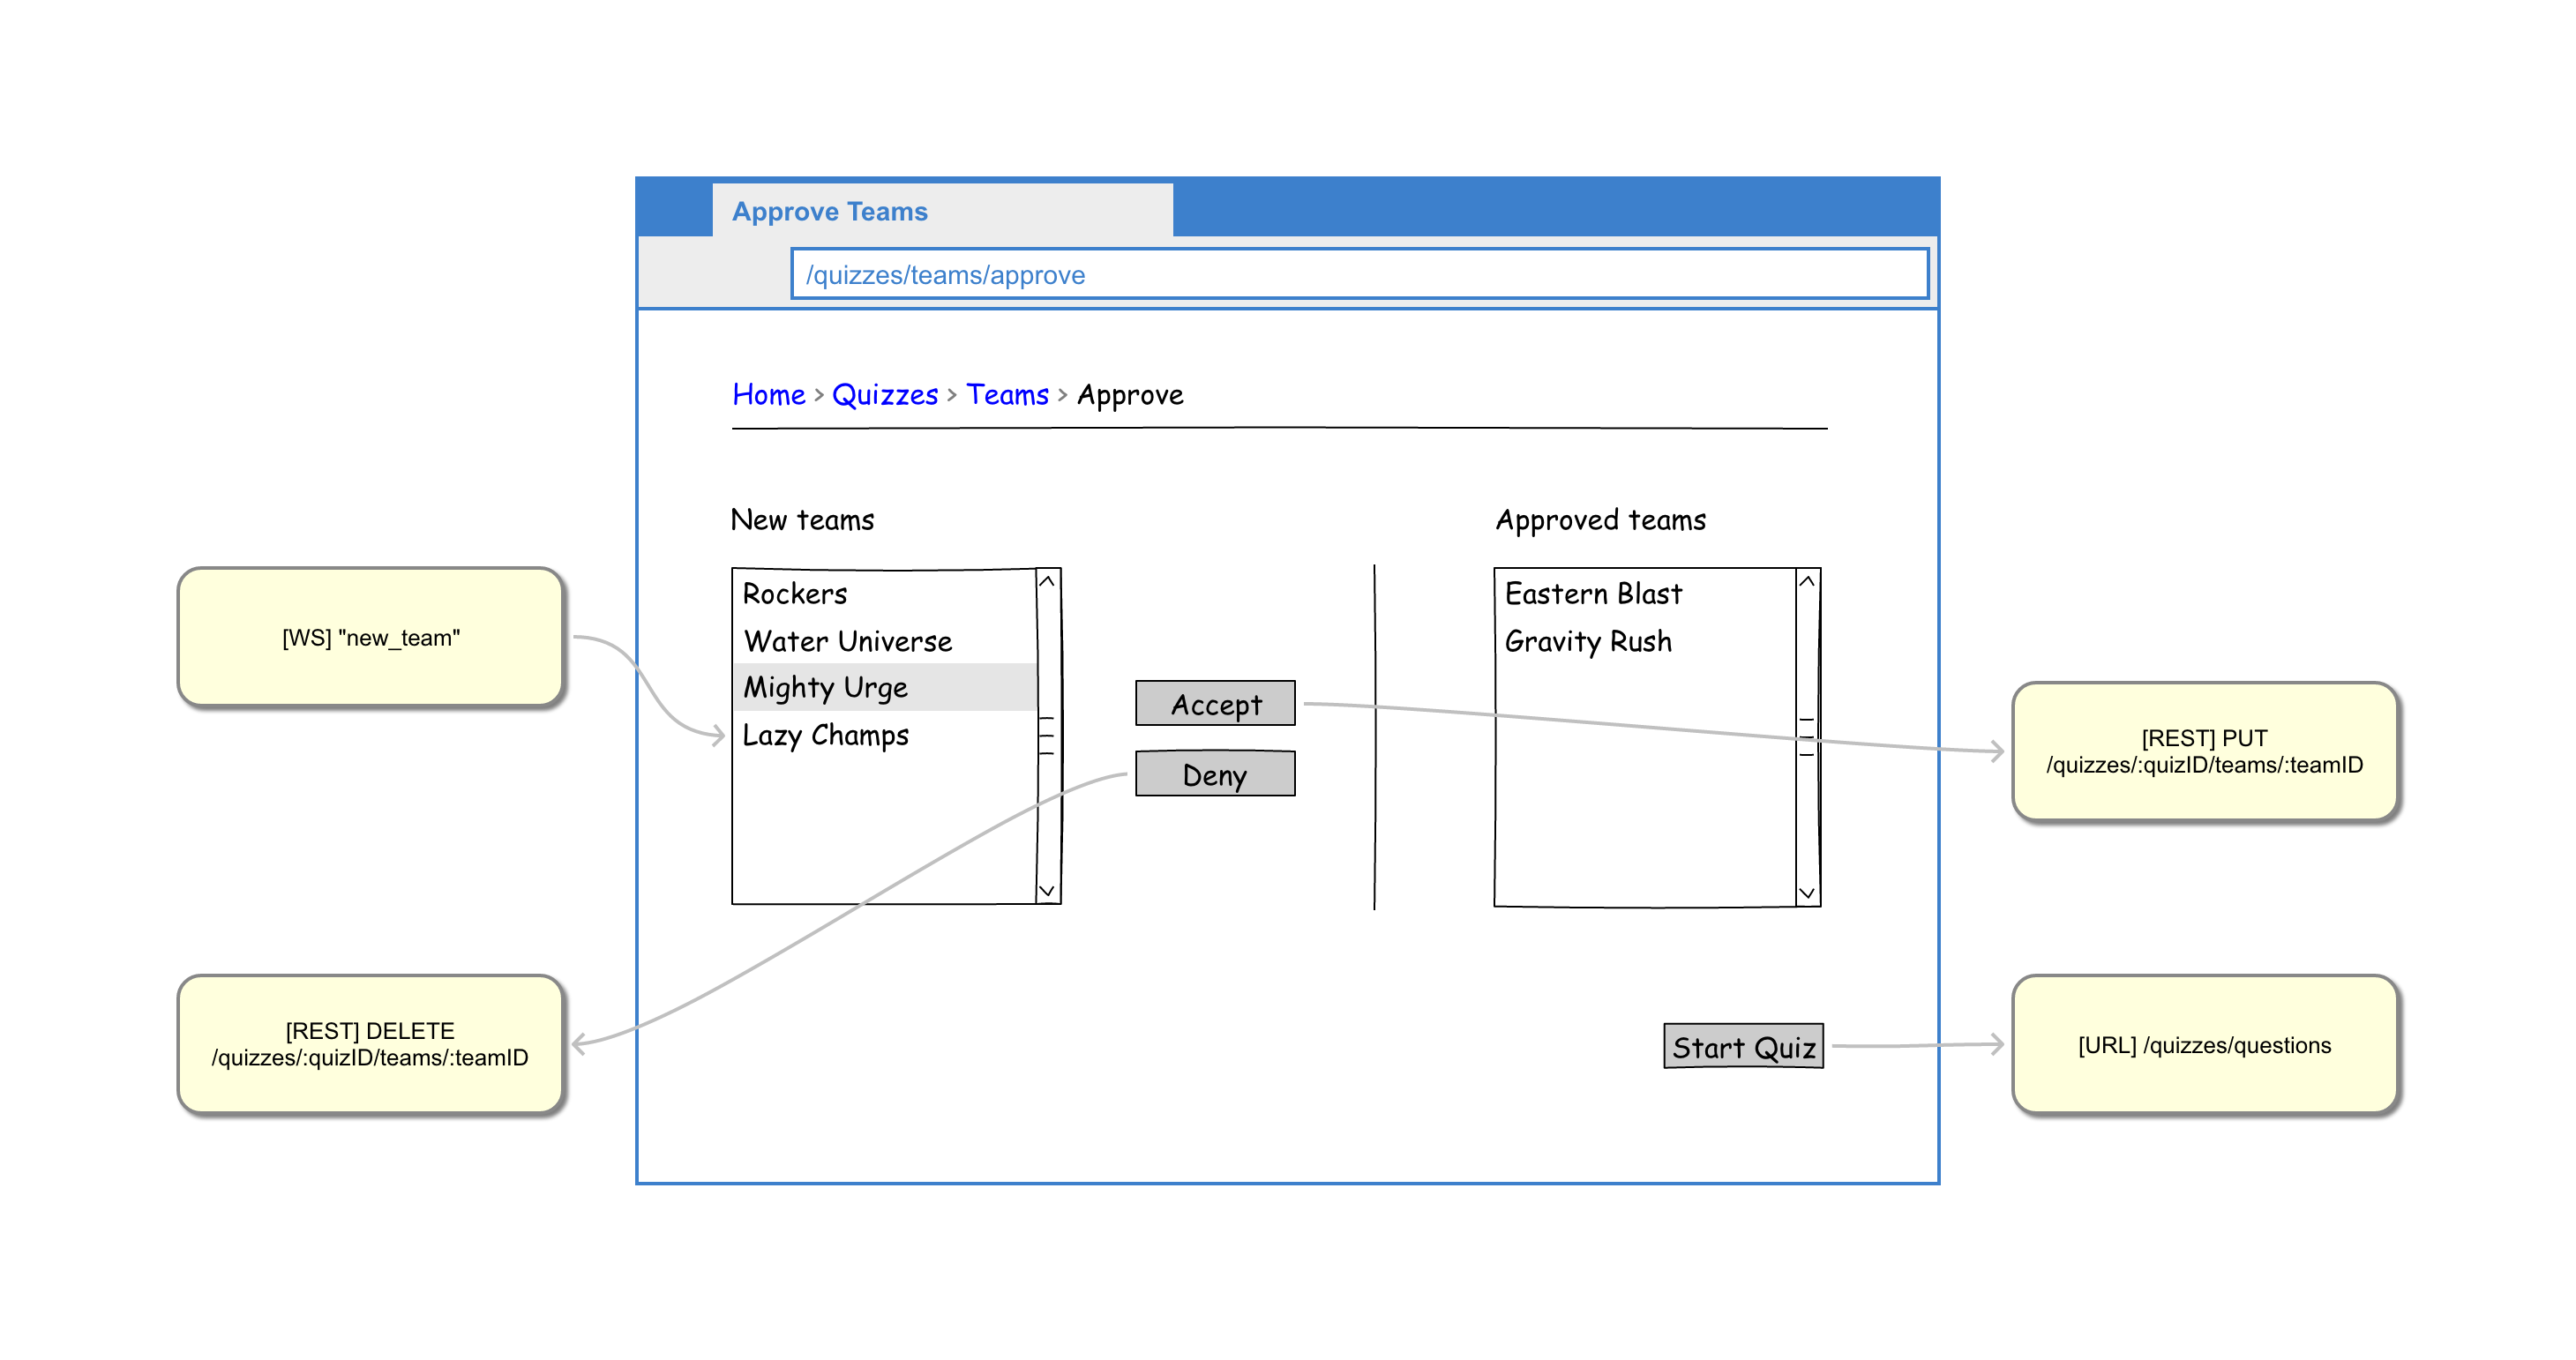 Approve Teams
/quizzes/teams/approve
Home > Quizzes > Teams > Approve
New teams
Rockers
Water Universe
Mighty Urge
Lazy Champs
Accept
Deny
Approved teams
Eastern Blast
Gravity Rush
Start Quiz
[WS] "new_team"
[REST] DELETE
/quizzes/:quizID/teams/:teamID
[REST] PUT
/quizzes/:quizID/teams/:teamID
[URL] /quizzes/questions